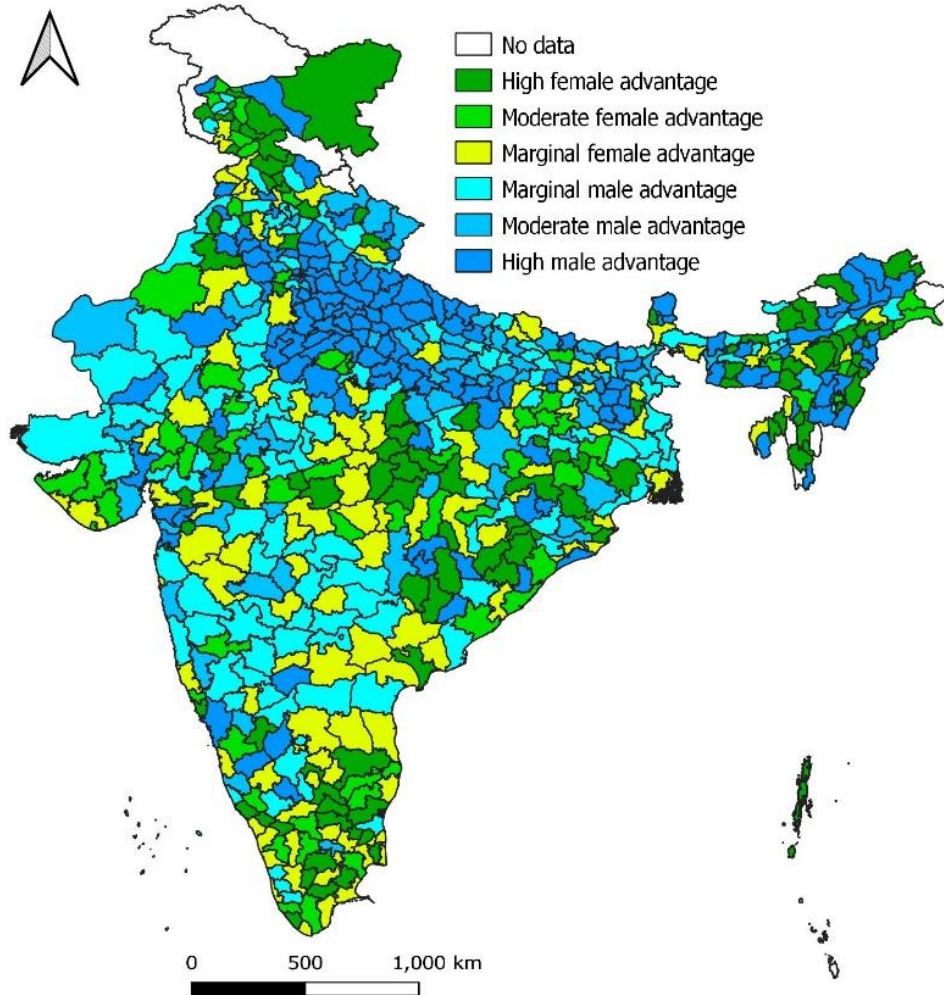 No data
High female advantage
Moderate female advantage
Marginal female advantage
Marginal male advantage
Moderate male advantage
High male advantage
0 500 1,000 km